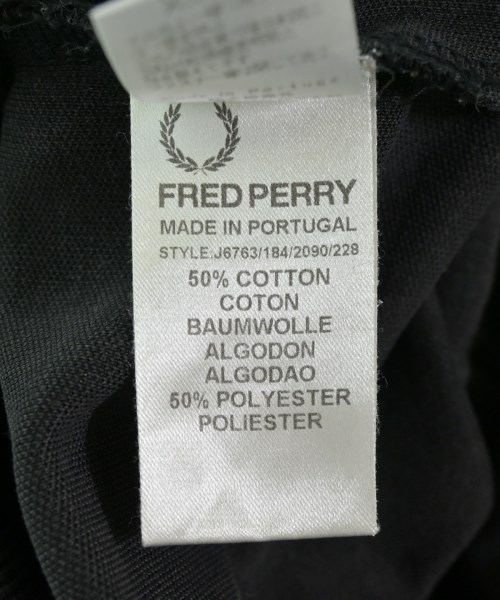 FRED PERRY
MADE IN PORTUGAL
STYLE:J6763/184/2090/228
50% COTTON
COTON
BAUMWOLLE
ALGODON
ALGODAO
50% POLYESTER
POLIESTER